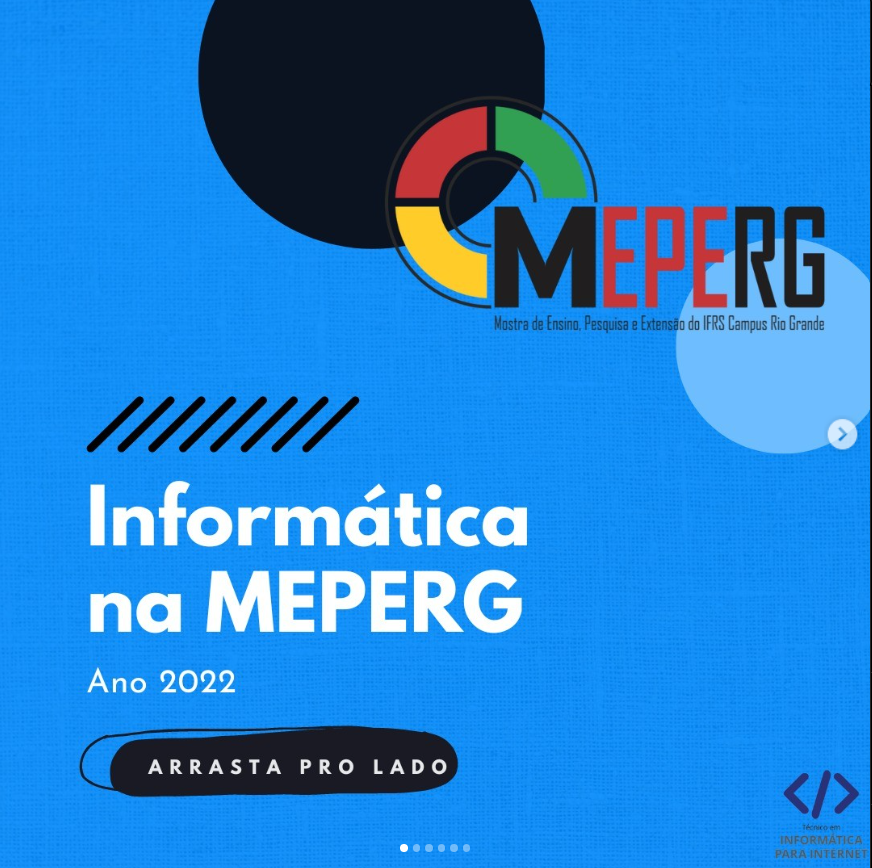 MEPERG
Mostra de Ensino, Pesquisa e Extensão do IFRS Campus Rio Grande
Informática
na MEPERG
Ano 2022
ARRASTA PRO LADO
</>
Técnico em
INFORMÁTICA
PARA INTERNET